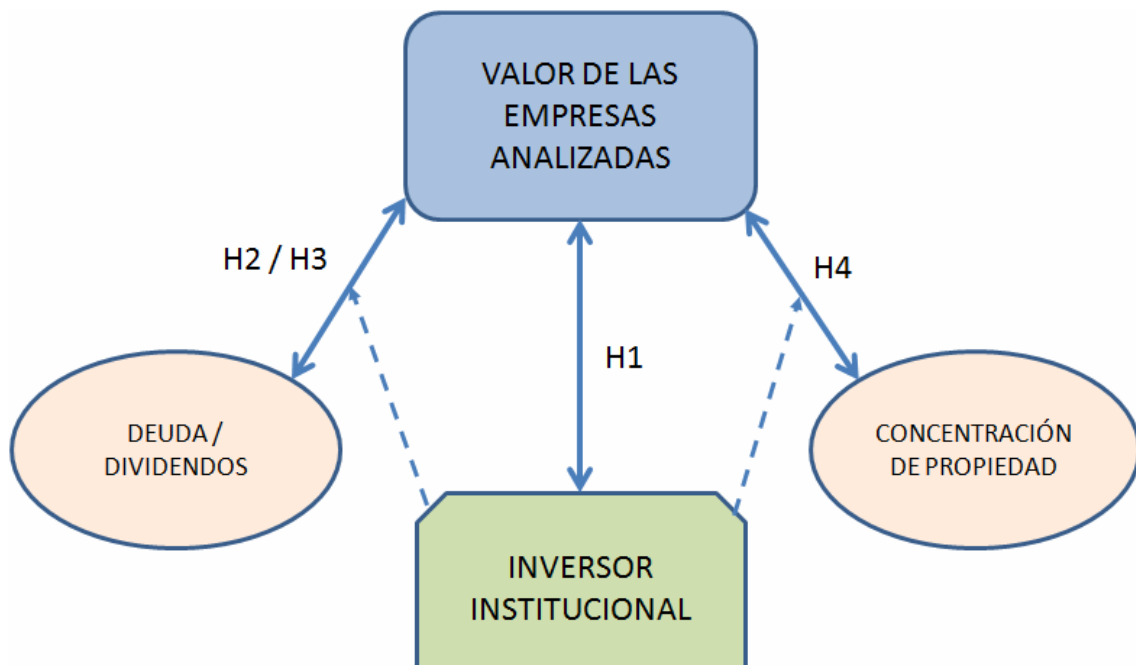 VALOR DE LAS
EMPRESAS
ANALIZADAS
H2 / H3
H4
H1
DEUDA /
DIVIDENDOS
CONCENTRACIÓN
DE PROPIEDAD
INVERSOR
INSTITUCIONAL